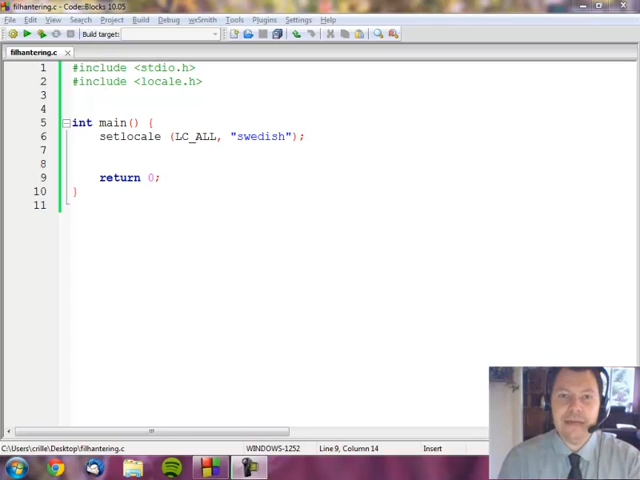 filhantering.c - Code::Blocks 10.05
File Edit View Search Project Build Debug wxSmith Tools Plugins Settings Help
Build target:
filhantering.c
1 #include <stdio.h>
2 #include <locale.h>
3
4
5 int main() {
6 setlocale (LC_ALL, "swedish");
7
8
9 return 0;
10 }
11
C:\Users\crille\Desktop\filhantering.c WINDOWS-1252 Line 9, Column 14 Insert